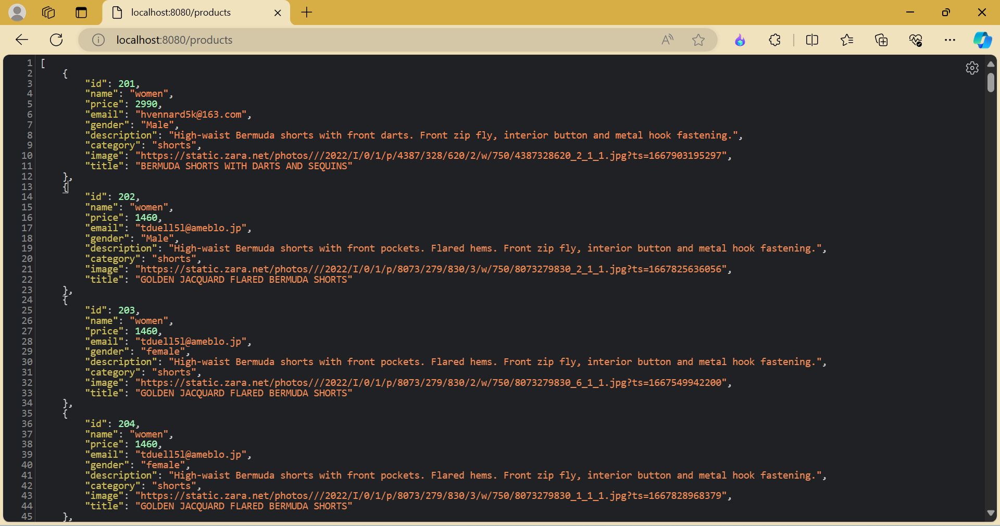 localhost:8080/products
localhost:8080/products
1 [
2 {
3 "id": 201,
4 "name": "women",
5 "price": 2990,
6 "email": "hvennard5k@163.com",
7 "gender": "Male",
8 "description": "High-waist Bermuda shorts with front darts. Front zip fly, interior button and metal hook fastening.",
9 "category": "shorts",
10 "image": "https://static.zara.net/photos///2022/I/0/1/p/4387/328/620/2/w/750/4387328620_2_1_1.jpg?ts=1667903195297",
11 "title": "BERMUDA SHORTS WITH DARTS AND SEQUINS"
12 },
13 {
14 "id": 202,
15 "name": "women",
16 "price": 1460,
17 "email": "tduell5l@ameblo.jp",
18 "gender": "Male",
19 "description": "High-waist Bermuda shorts with front pockets. Flared hems. Front zip fly, interior button and metal hook fastening.",
20 "category": "shorts",
21 "image": "https://static.zara.net/photos///2022/I/0/1/p/8073/279/830/3/w/750/8073279830_2_1_1.jpg?ts=1667825636056",
22 "title": "GOLDEN JACQUARD FLARED BERMUDA SHORTS"
23 },
24 {
25 "id": 203,
26 "name": "women",
27 "price": 1460,
28 "email": "tduell5l@ameblo.jp",
29 "gender": "female",
30 "description": "High-waist Bermuda shorts with front pockets. Flared hems. Front zip fly, interior button and metal hook fastening.",
31 "category": "shorts",
32 "image": "https://static.zara.net/photos///2022/I/0/1/p/8073/279/830/2/w/750/8073279830_6_1_1.jpg?ts=1667549942200",
33 "title": "GOLDEN JACQUARD FLARED BERMUDA SHORTS"
34 },
35 {
36 "id": 204,
37 "name": "women",
38 "price": 1460,
39 "email": "tduell5l@ameblo.jp",
40 "gender": "female",
41 "description": "High-waist Bermuda shorts with front pockets. Flared hems. Front zip fly, interior button and metal hook fastening.",
42 "category": "shorts",
43 "image": "https://static.zara.net/photos///2022/I/0/1/p/8073/279/830/3/w/750/8073279830_1_1_1.jpg?ts=1667828968379",
44 "title": "GOLDEN JACQUARD FLARED BERMUDA SHORTS"
45 },